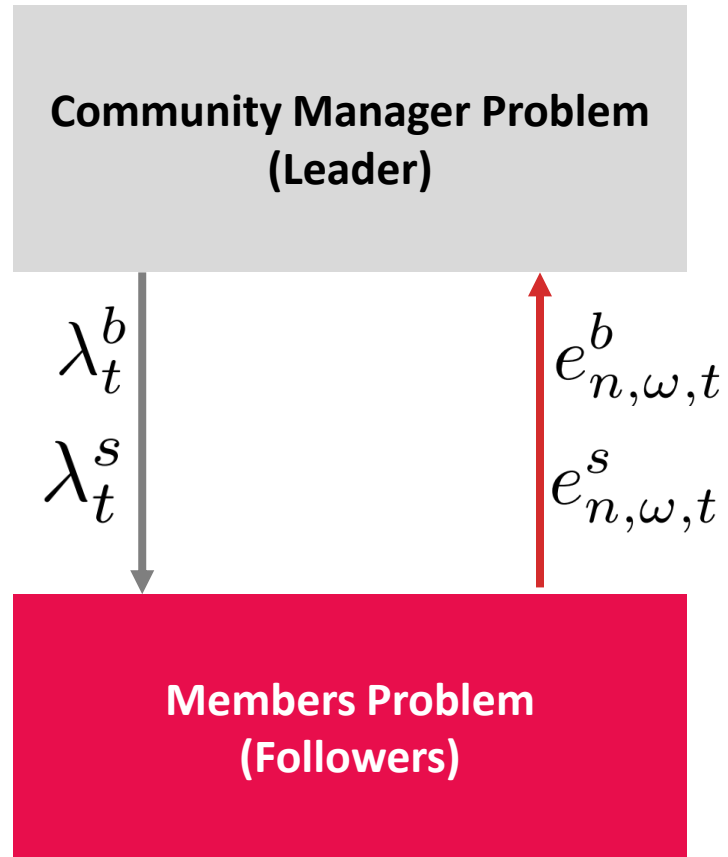 Community Manager Problem
(Leader)
λ_t^b
e_{n,ω,t}^b
λ_t^s
e_{n,ω,t}^s
Members Problem
(Followers)